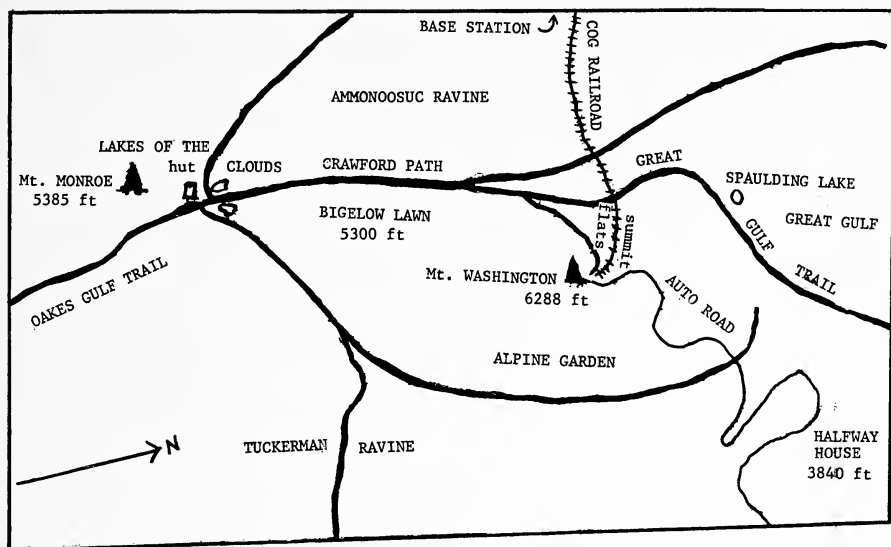 BASE STATION
COG RAILROAD
AMMONOOSUC RAVINE
LAKES OF THE
hut CLOUDS
CRAWFORD PATH
GREAT
Mt. MONROE
5385 ft
SPAULDING LAKE
GREAT GULF
BIGELOW LAWN
5300 ft
summit
flats
GULF
TRAIL
Mt. WASHINGTON
6288 ft
OAKES GULF TRAIL
AUTO ROAD
ALPINE GARDEN
N
TUCKERMAN RAVINE
HALFWAY
HOUSE
3840 ft